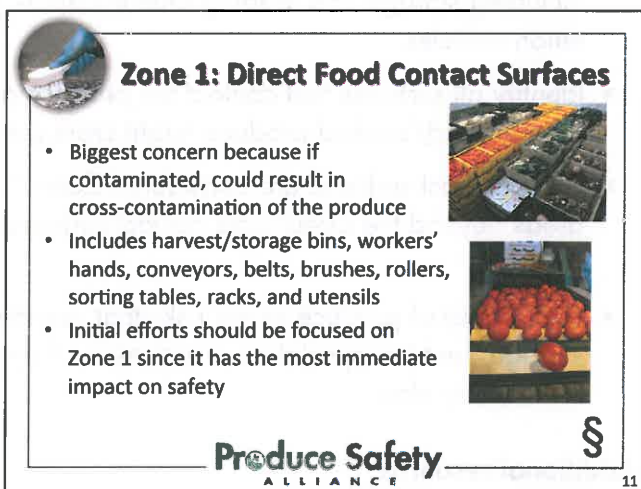 Zone 1: Direct Food Contact Surfaces
• Biggest concern because if
contaminated, could result in
cross-contamination of the produce
• Includes harvest/storage bins, workers'
hands, conveyors, belts, brushes, rollers,
sorting tables, racks, and utensils
• Initial efforts should be focused on
Zone 1 since it has the most immediate
impact on safety
§
Produce Safety
ALLIANCE
11